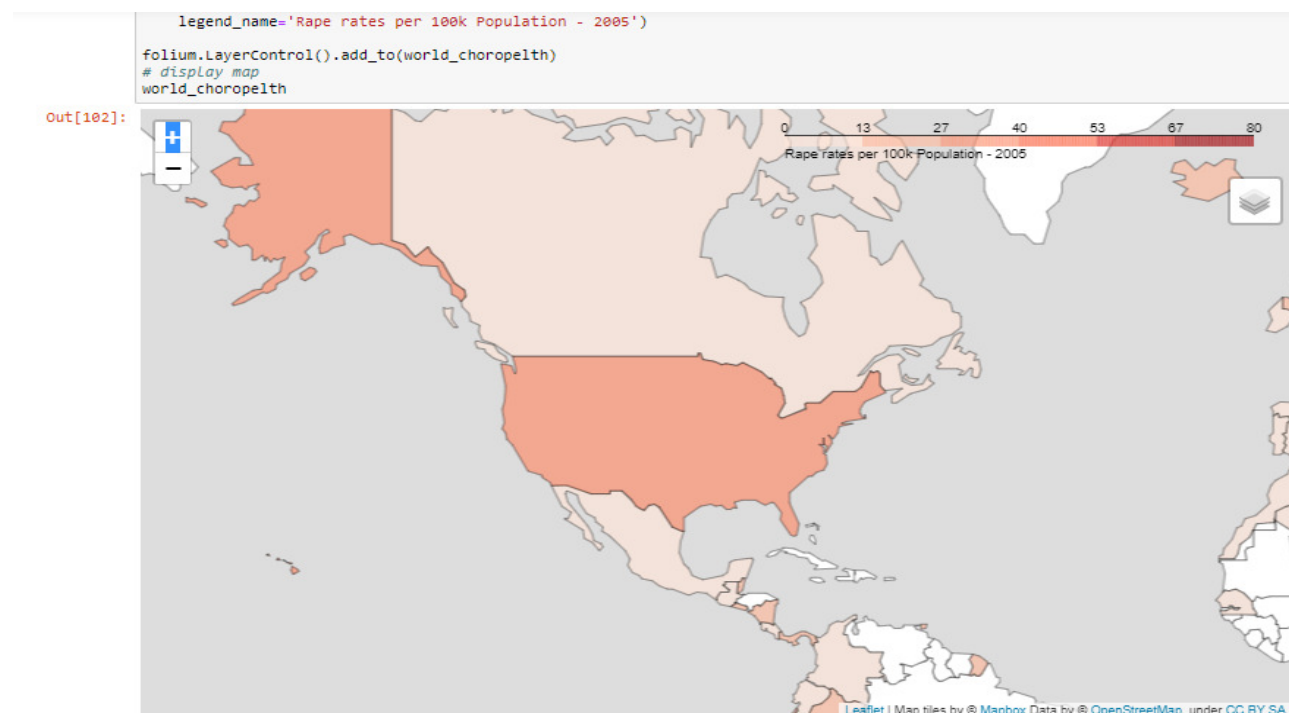 legend_name='Rape rates per 100k Population - 2005')
folium.LayerControl().add_to(world_choropelth)
# display map
world_choropelth
Out[102]:
+
−
0 13 27 40 53 67 80
Rape rates per 100k Population - 2005
Leaflet | Map tiles by © Mapbox Data by © OpenStreetMap, under CC BY SA